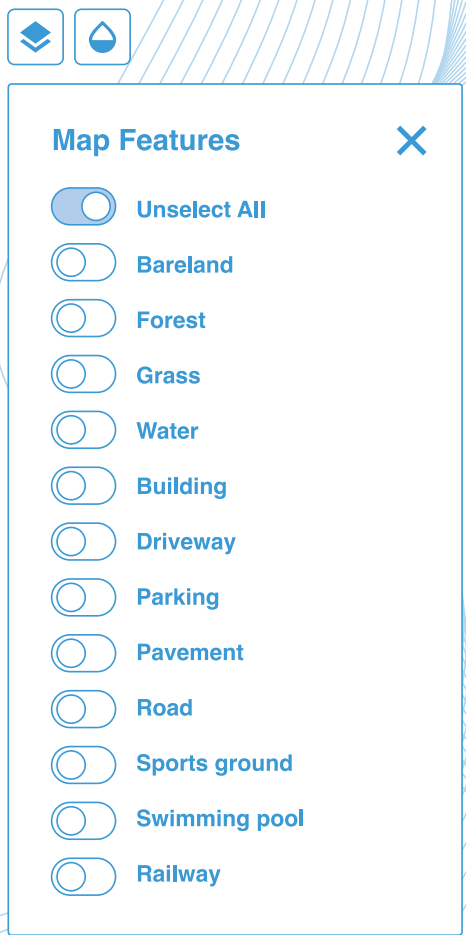 Map Features
Unselect All
Bareland
Forest
Grass
Water
Building
Driveway
Parking
Pavement
Road
Sports ground
Swimming pool
Railway